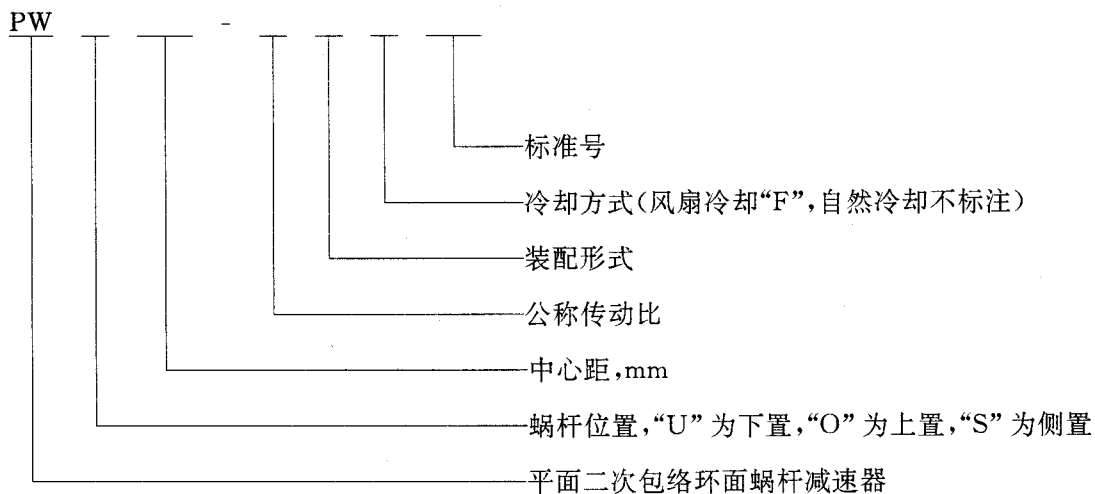 PW -
标准号
冷却方式(风扇冷却“F”,自然冷却不标注)
装配形式
公称传动比
中心距,mm
蜗杆位置,“U”为下置,“O”为上置,“S”为侧置
平面二次包络环面蜗杆减速器